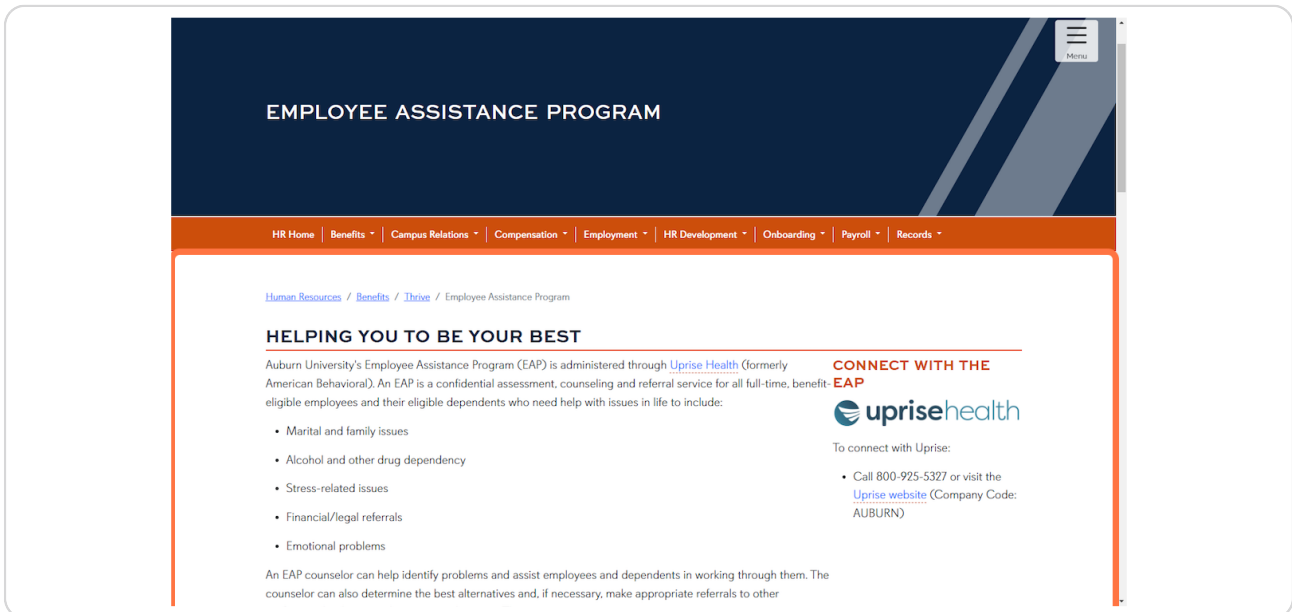 Menu
EMPLOYEE ASSISTANCE PROGRAM
HR Home Benefits Campus Relations Compensation Employment HR Development Onboarding Payroll Records
Human Resources / Benefits / Thrive / Employee Assistance Program
HELPING YOU TO BE YOUR BEST
Auburn University's Employee Assistance Program (EAP) is administered through Uprise Health (formerly
American Behavioral). An EAP is a confidential assessment, counseling and referral service for all full-time, benefit-
eligible employees and their eligible dependents who need help with issues in life to include:
• Marital and family issues
• Alcohol and other drug dependency
• Stress-related issues
• Financial/legal referrals
• Emotional problems
An EAP counselor can help identify problems and assist employees and dependents in working through them. The
counselor can also determine the best alternatives and, if necessary, make appropriate referrals to other
CONNECT WITH THE
EAP
uprisehealth
To connect with Uprise:
• Call 800-925-5327 or visit the
Uprise website (Company Code:
AUBURN)